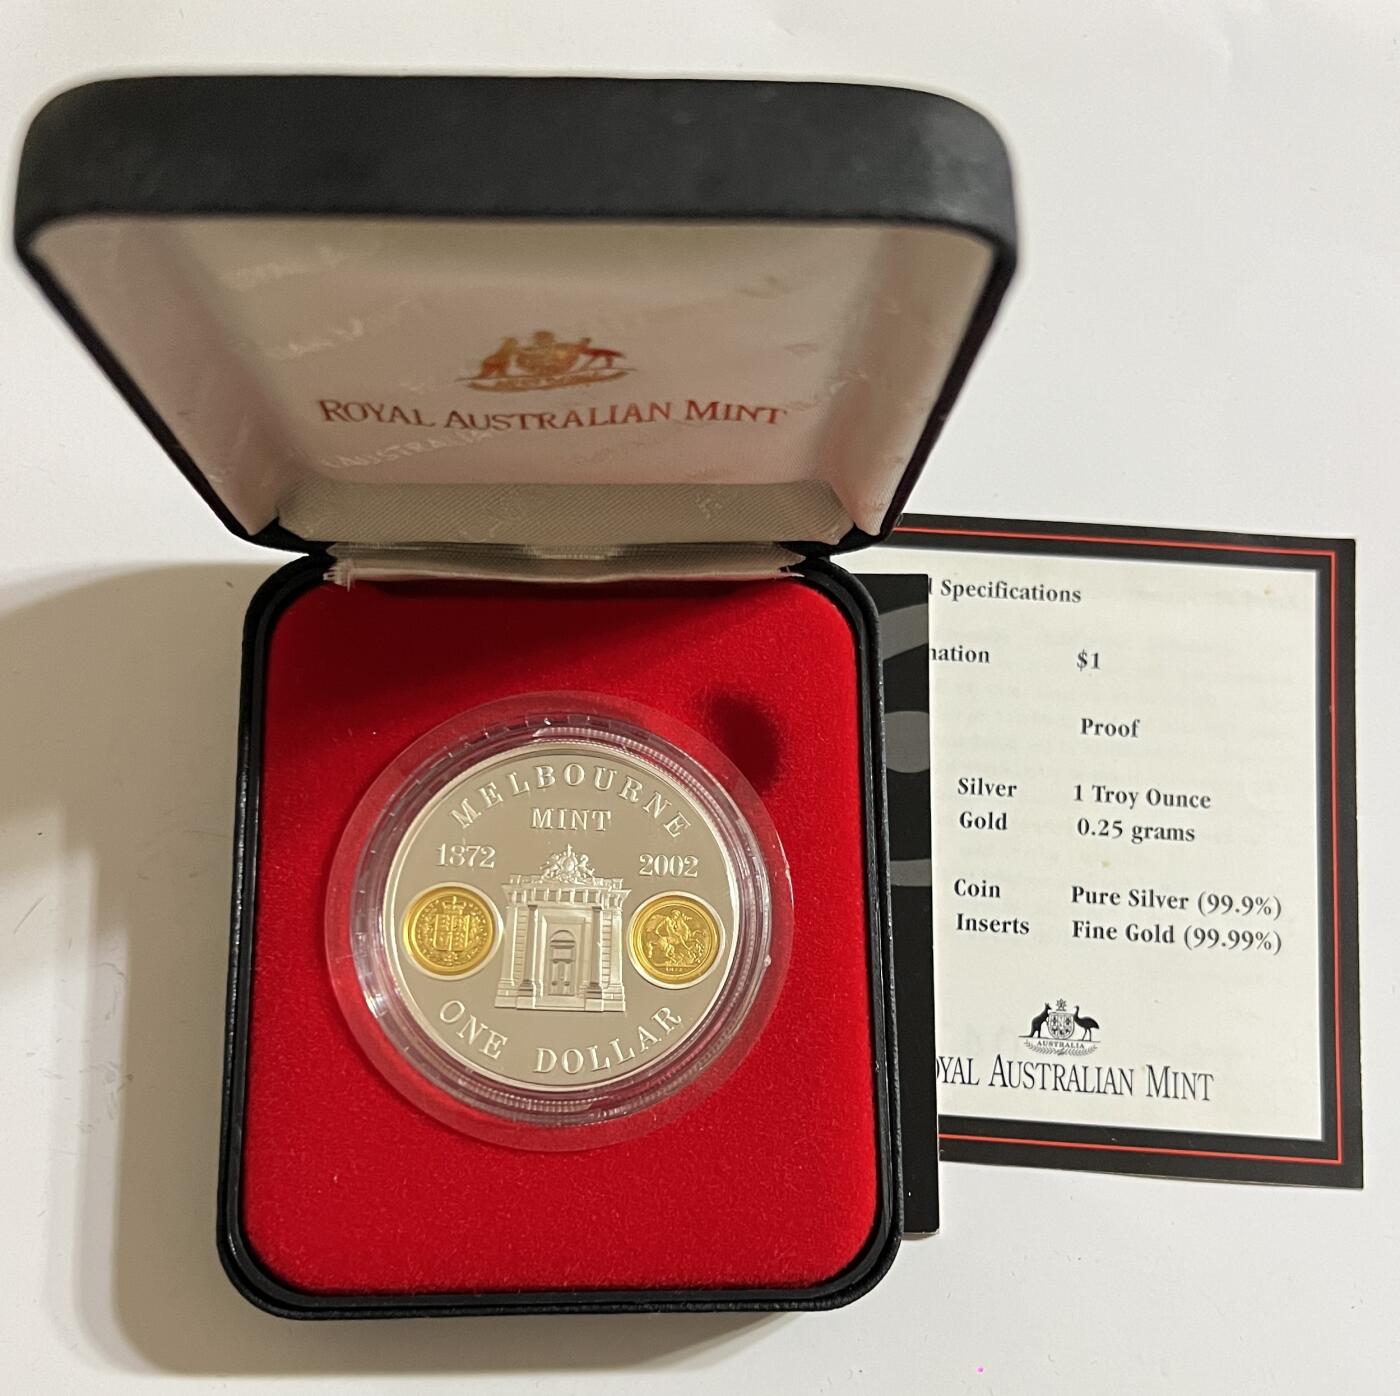 ROYAL AUSTRALIAN MINT
MELBOURNE
MINT
1872 2002
ONE DOLLAR
Specifications
nation $1
Proof
Silver 1 Troy Ounce
Gold 0.25 grams
Coin Pure Silver (99.9%)
Inserts Fine Gold (99.99%)
AUSTRALIA
OYAL AUSTRALIAN MINT